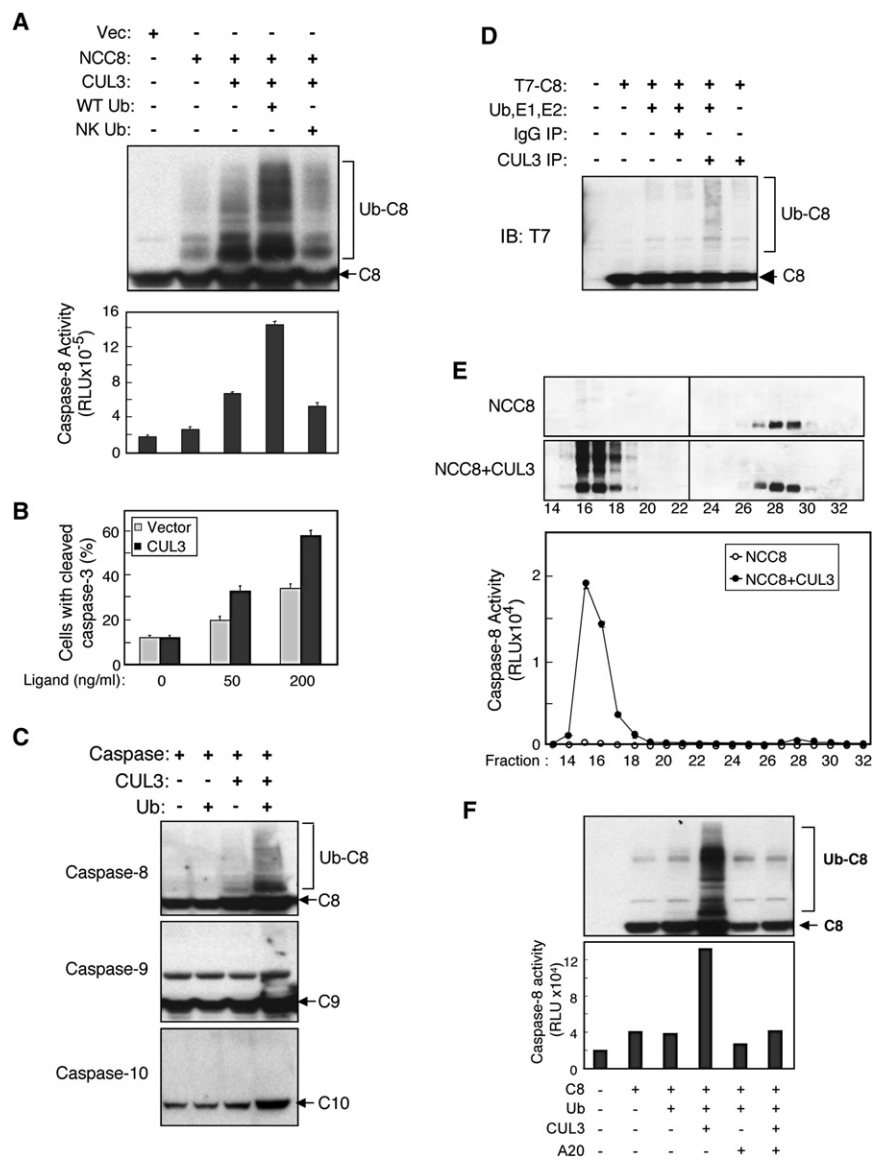 A
Vec: + - - - -
NCC8: - + + + +
CUL3: - - + + +
WT Ub: - - - + -
NK Ub: - - - - +
Ub-C8
C8
Caspase-8 Activity
(RLUx10-5)
16
12
8
4
0
B
Vector
CUL3
Cells with cleaved
caspase-3 (%)
60
40
20
0
Ligand (ng/ml): 0 50 200
C
Caspase: + + + +
CUL3: - - + +
Ub: - + - +
Caspase-8
Ub-C8
C8
Caspase-9
C9
Caspase-10
C10
D
T7-C8: - + + + + +
Ub,E1,E2: - - + + + -
IgG IP: - - - + - -
CUL3 IP: - - - - + +
IB: T7
Ub-C8
C8
E
NCC8
NCC8+CUL3
14 16 18 20 22 24 26 28 30 32
NCC8
NCC8+CUL3
Caspase-8 Activity
(RLUx10⁴)
2
1
0
Fraction : 14 16 18 20 22 24 26 28 30 32
F
Ub-C8
C8
Caspase-8 activity
(RLU x10⁴)
12
8
4
0
C8 - + + + + +
Ub - - + + + +
CUL3 - - - + - +
A20 - - - - + +